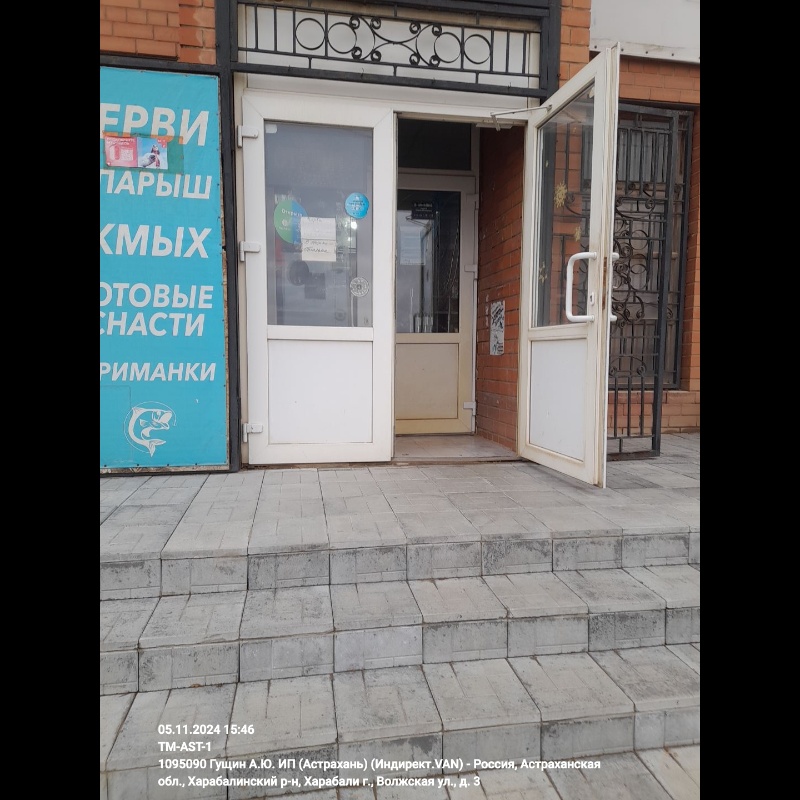 ЕРВИ
ПАРЫШ
ЖМЫХ
ОТОВЫЕ
СНАСТИ
РИМАНКИ
05.11.2024 15:46
TM-AST-1
1095090 Гущин А.Ю. ИП (Астрахань) (Индирект.VAN) - Россия, Астраханская
обл., Харабалинский р-н, Харабали г., Волжская ул., д. 3